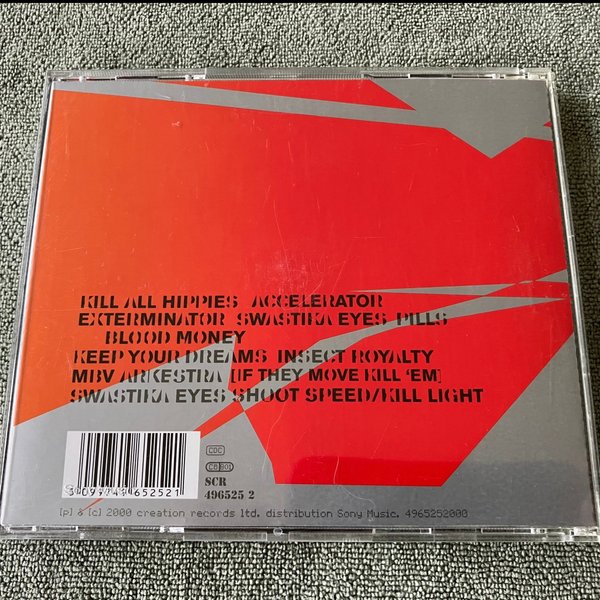 KILL ALL HIPPIES ACCELERATOR
EXTERMINATOR SWASTIKA EYES PILLS
BLOOD MONEY
KEEP YOUR DREAMS INSECT ROYALTY
MBV ARKESTRA [IF THEY MOVE KILL 'EM]
SWASTIKA EYES SHOOT SPEED/KILL LIGHT
CDC
SCR
496525 2
[p] & [c] 2000 creation records ltd. distribution Sony Music. 4965252000